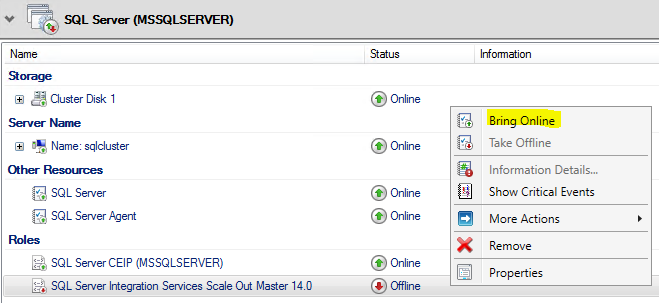 SQL Server (MSSQLSERVER)
Name Status Information
Storage
Cluster Disk 1 Online
Server Name
Name: sqlcluster Online
Other Resources
SQL Server Online
SQL Server Agent Online
Roles
SQL Server CEIP (MSSQLSERVER) Online
SQL Server Integration Services Scale Out Master 14.0 Offline
Bring Online
Take Offline
Information Details...
Show Critical Events
More Actions
Remove
Properties